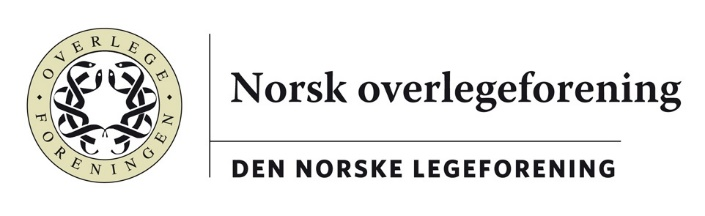 OVERLEGE
FORENINGEN
Norsk overlegeforening
DEN NORSKE LEGEFORENING